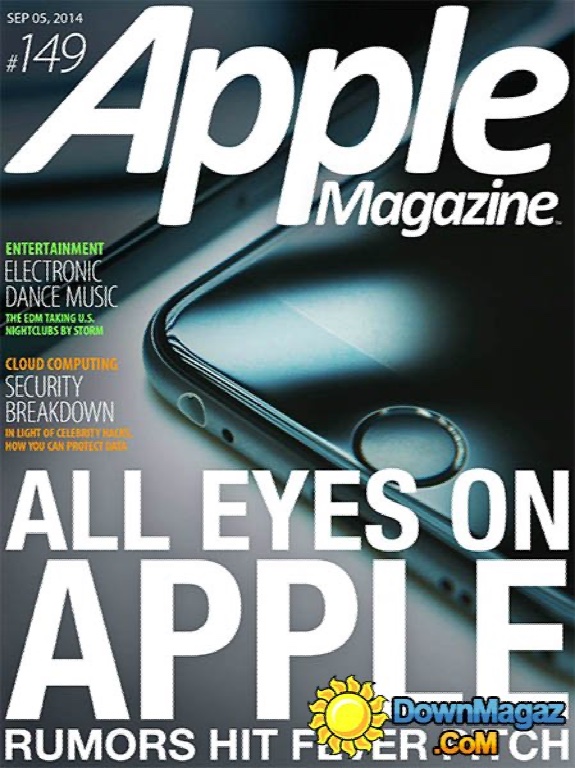 SEP 05, 2014
#149
Apple
Magazine
ENTERTAINMENT
ELECTRONIC
DANCE MUSIC
THE EDM TAKING U.S.
NIGHTCLUBS BY STORM
CLOUD COMPUTING
SECURITY
BREAKDOWN
IN LIGHT OF CELEBRITY HACKS,
HOW YOU CAN PROTECT DATA
ALL EYES ON
APPLE
RUMORS HIT FEVER PITCH
DownMagaz
.CoM